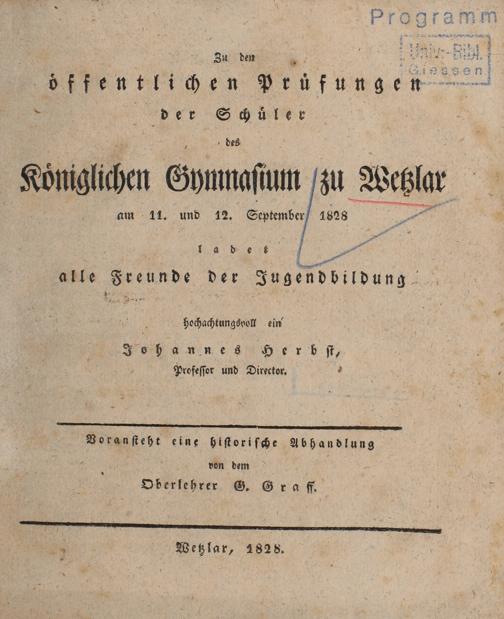 Programm
Univ.-Bibl.
Giessen
Zu den
öffentlichen Prüfungen
der Schüler
des
Königlichen Gymnasium zu Wetzlar
am 11. und 12. September 1828
ladet
alle Freunde der Jugendbildung
hochachtungsvoll ein
Johannes Herbst,
Professor und Director.
Voransteht eine historische Abhandlung
von dem
Oberlehrer G. Graff.
Wetzlar, 1828.